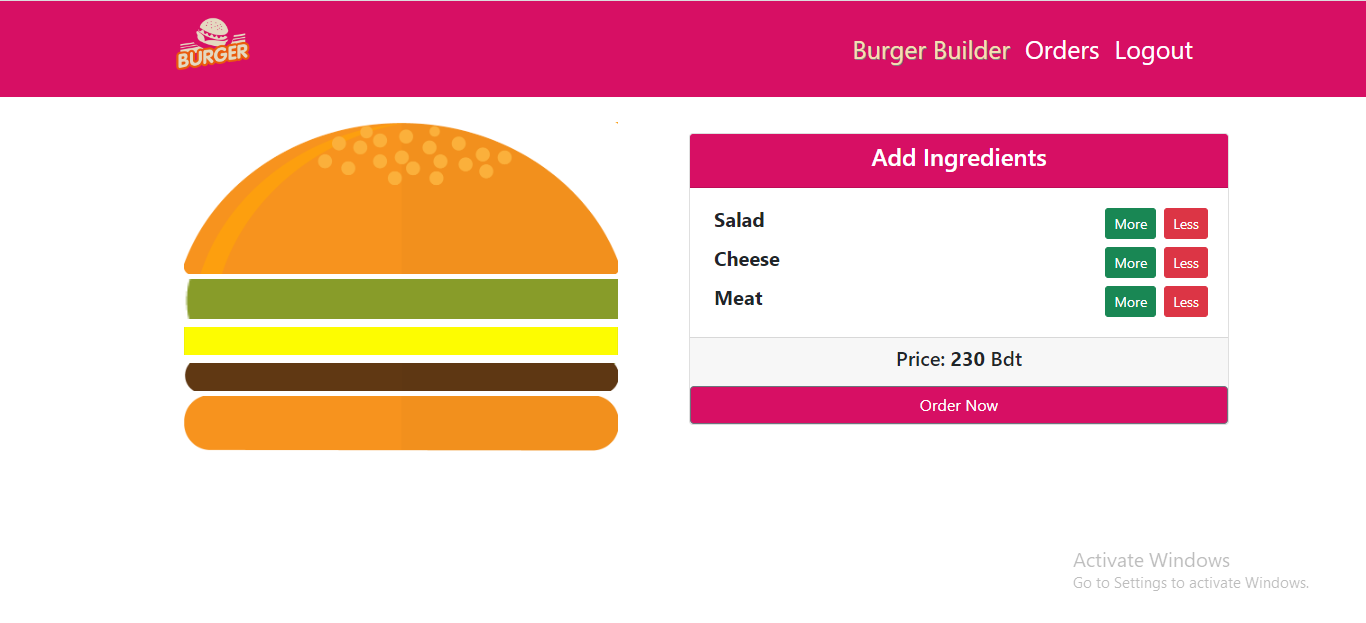 BURGER
Burger Builder Orders Logout
Add Ingredients
Salad More Less
Cheese More Less
Meat More Less
Price: 230 Bdt
Order Now
Activate Windows
Go to Settings to activate Windows.